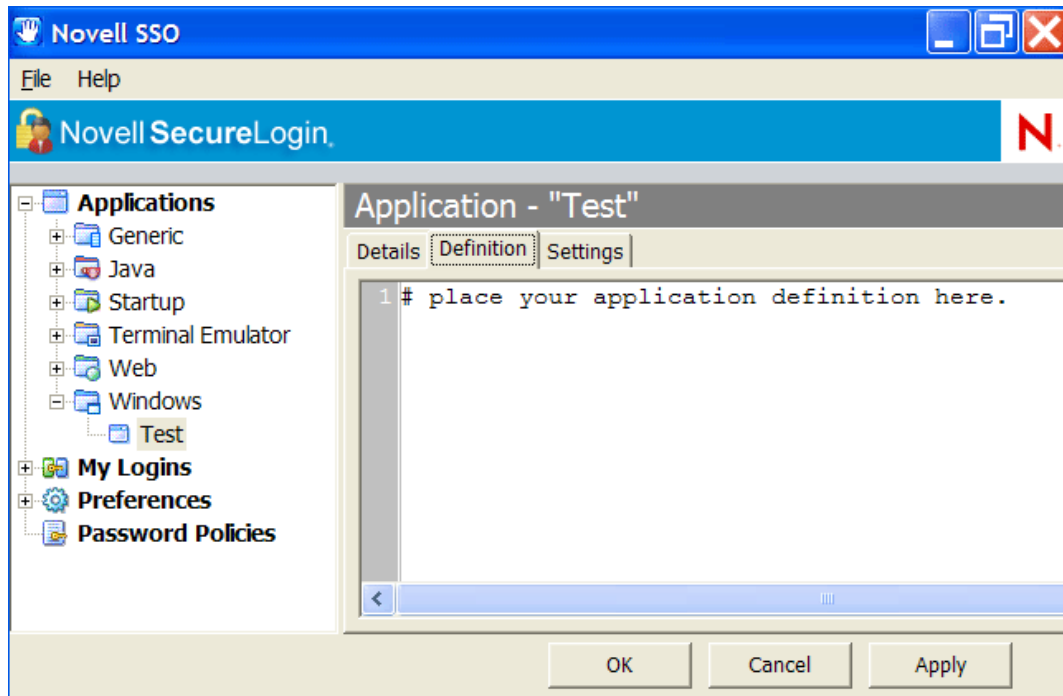 Novell SSO
File Help
Novell SecureLogin.
N.
Applications
Generic
Java
Startup
Terminal Emulator
Web
Windows
Test
My Logins
Preferences
Password Policies
Application - "Test"
Details Definition Settings
1 # place your application definition here.
OK Cancel Apply